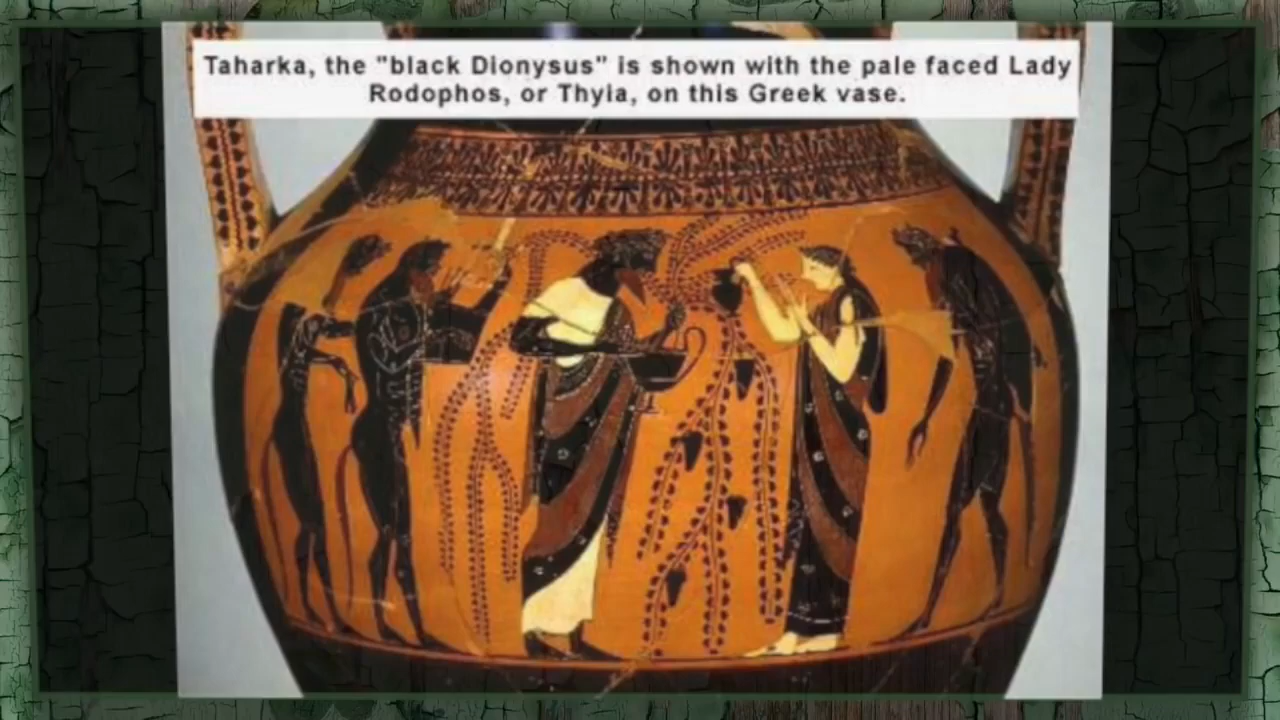 Taharka, the "black Dionysus" is shown with the pale faced Lady
Rodophos, or Thyia, on this Greek vase.